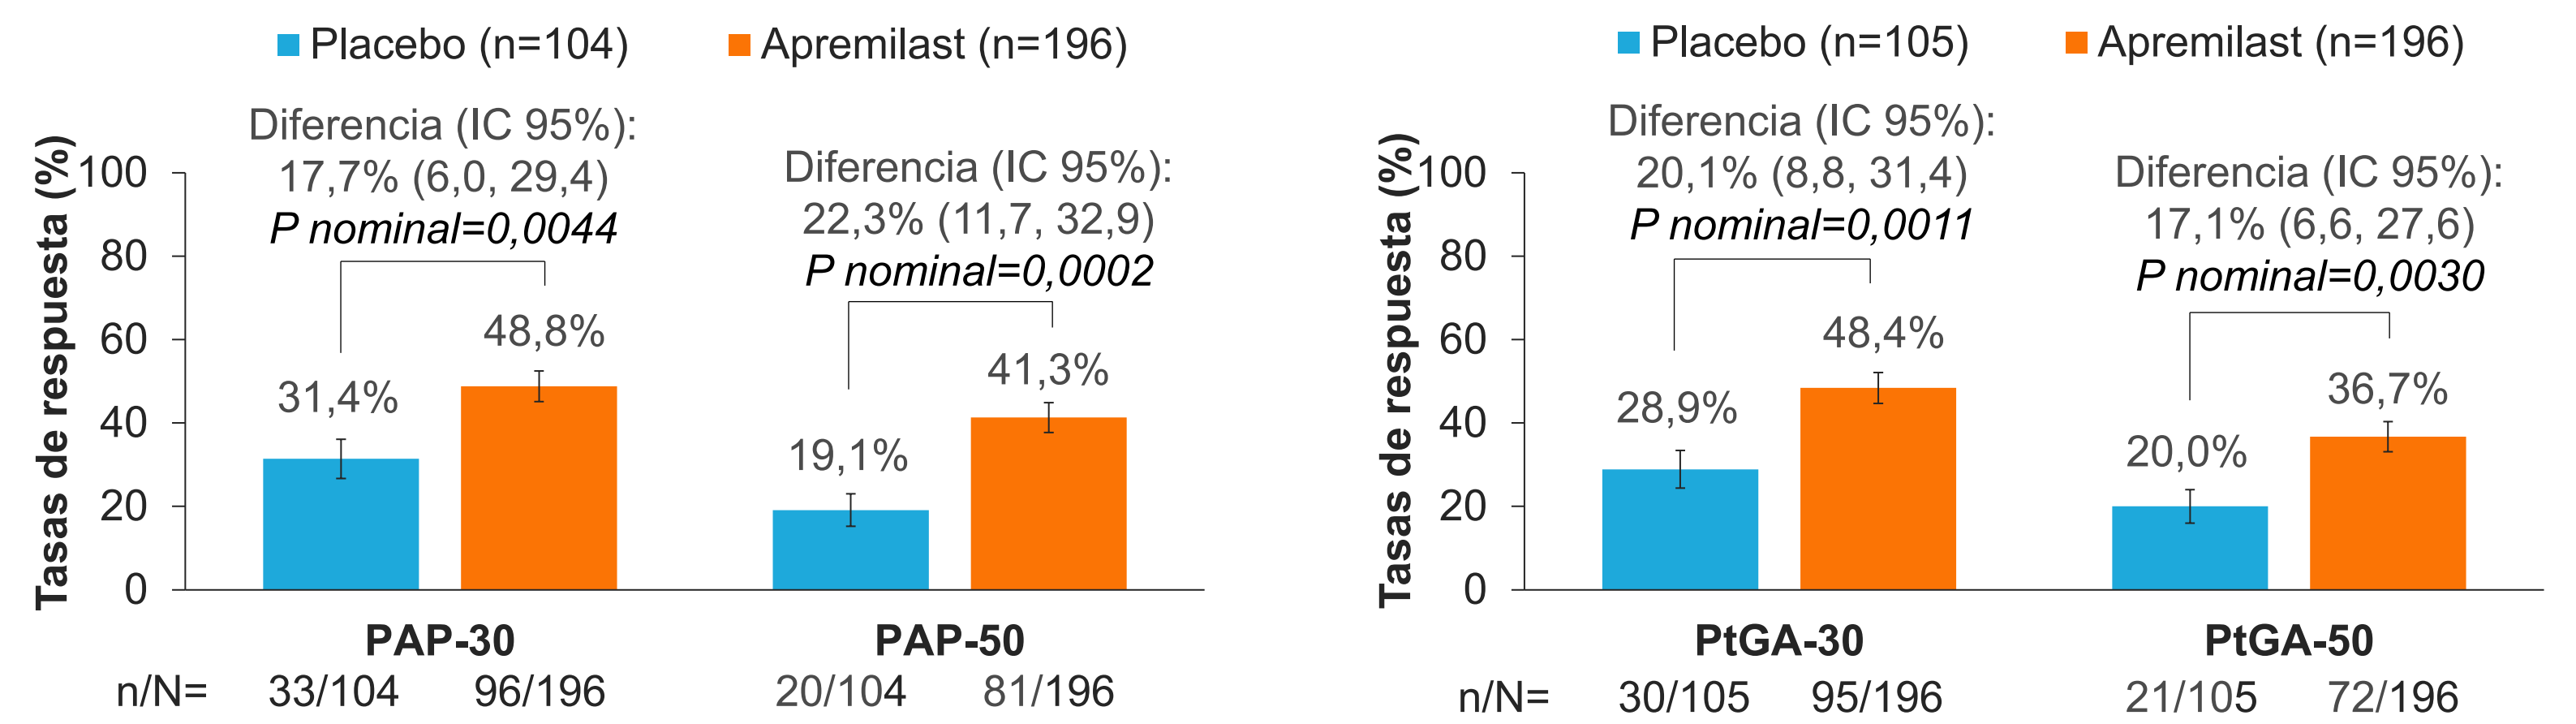 Placebo (n=104) Apremilast (n=196)
Tasas de respuesta (%)
100
80
60
40
20
0
Diferencia (IC 95%):
17,7% (6,0, 29,4)
P nominal=0,0044
31,4%
48,8%
Diferencia (IC 95%):
22,3% (11,7, 32,9)
P nominal=0,0002
19,1%
41,3%
PAP-30 PAP-50
n/N= 33/104 96/196 20/104 81/196
Placebo (n=105) Apremilast (n=196)
Tasas de respuesta (%)
100
80
60
40
20
0
Diferencia (IC 95%):
20,1% (8,8, 31,4)
P nominal=0,0011
28,9%
48,4%
Diferencia (IC 95%):
17,1% (6,6, 27,6)
P nominal=0,0030
20,0%
36,7%
PtGA-30 PtGA-50
n/N= 30/105 95/196 21/105 72/196